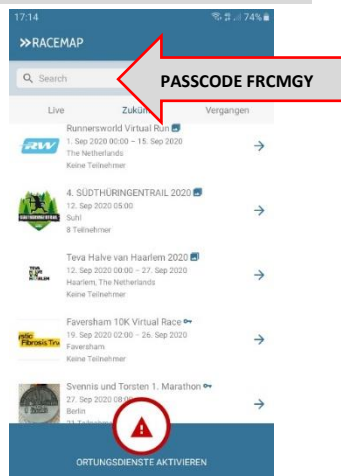 17:14 74%
»RACEMAP
Search
PASSCODE FRCMGY
Live Zukün Vergangen
Runnersworld Virtual Run
RW
1. Sep 2020 00:00 – 15. Sep 2020
The Netherlands
Keine Teilnehmer
4. SÜDTHÜRINGENTRAIL 2020
12. Sep 2020 05:00
Suhl
8 Teilnehmer
Teva Halve van Haarlem 2020
12. Sep 2020 00:00 – 27. Sep 2020
Haarlem, The Netherlands
Keine Teilnehmer
Faversham 10K Virtual Race
19. Sep 2020 02:00 – 26. Sep 2020
Fibrosis Tru
Faversham
Keine Teilnehmer
Svennis und Torsten 1. Marathon
27. Sep 2020 08:
Berlin
ORTUNGSDIENSTE AKTIVIEREN